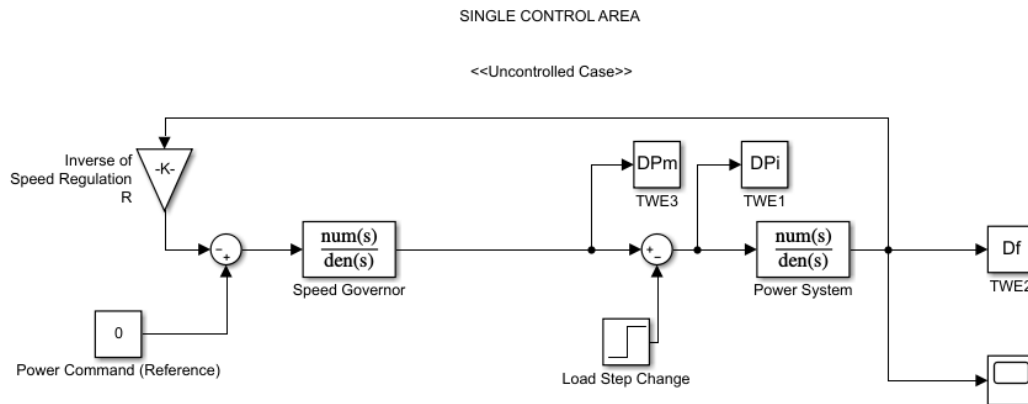 SINGLE CONTROL AREA
<<Uncontrolled Case>>
Inverse of
Speed Regulation
R
-K-
DPm
TWE3
DPi
TWE1
-
+
num(s)
den(s)
Speed Governor
+
-
num(s)
den(s)
Power System
Df
TWE2
0
Power Command (Reference)
Load Step Change